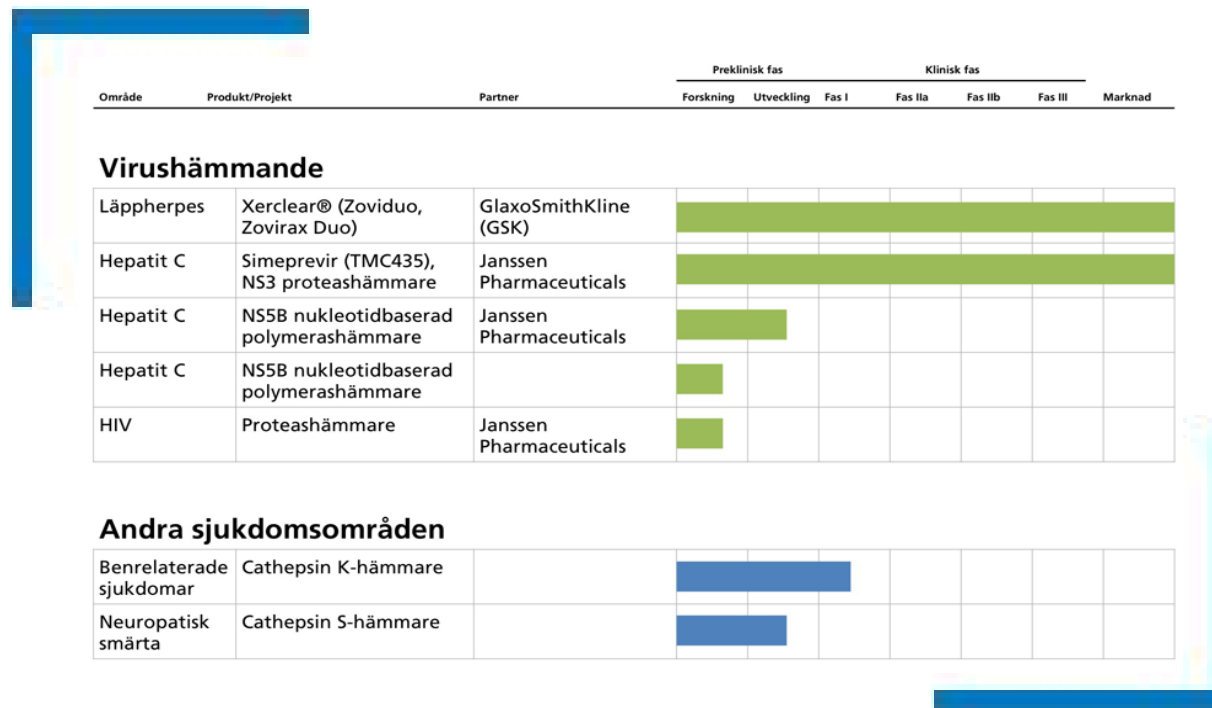 Preklinisk fas Klinisk fas
Område Produkt/Projekt Partner Forskning Utveckling Fas I Fas IIa Fas IIb Fas III Marknad
Virushämmande
Läppherpes Xerclear® (Zoviduo, GlaxoSmithKline
Zovirax Duo) (GSK)
Hepatit C Simeprevir (TMC435), Janssen
NS3 proteashämmare Pharmaceuticals
Hepatit C NS5B nukleotidbaserad Janssen
polymerashämmare Pharmaceuticals
Hepatit C NS5B nukleotidbaserad
polymerashämmare
HIV Proteashämmare Janssen
Pharmaceuticals
Andra sjukdomsområden
Benrelaterade Cathepsin K-hämmare
sjukdomar
Neuropatisk Cathepsin S-hämmare
smärta